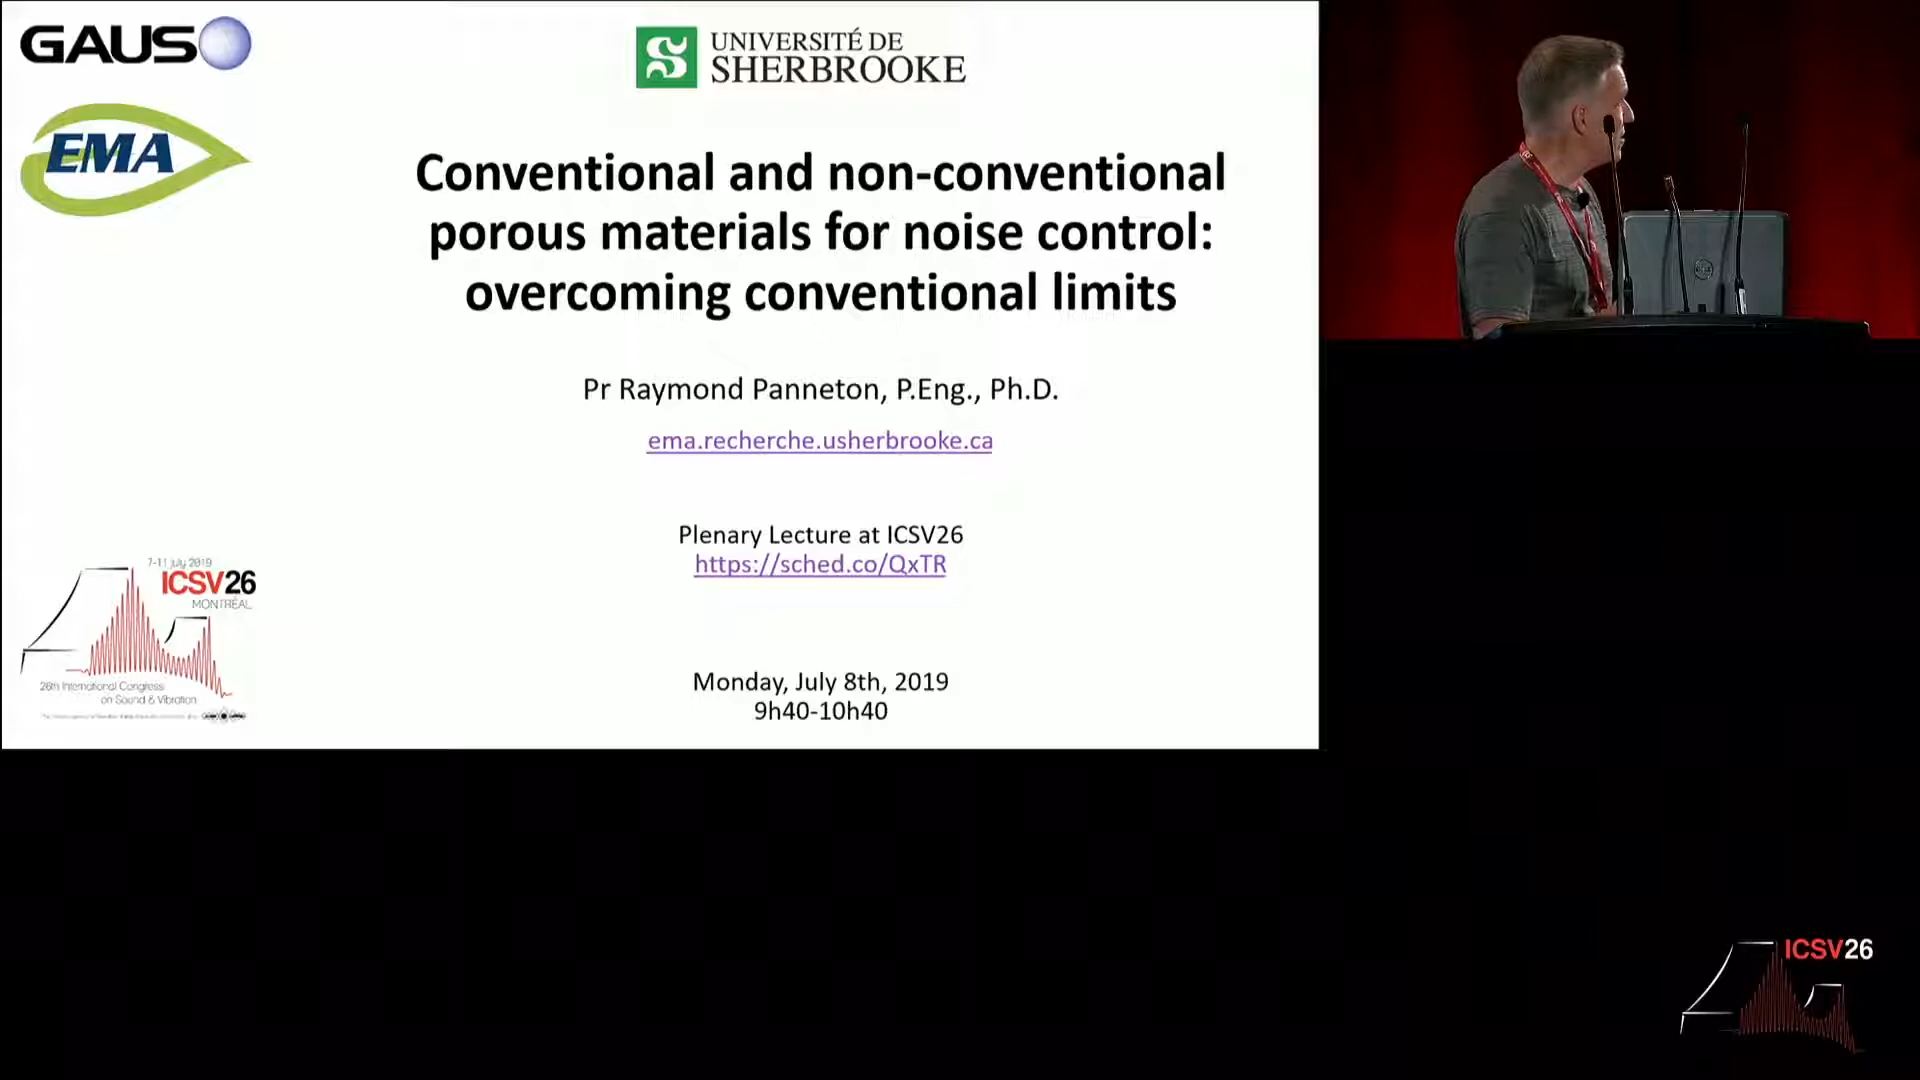 GAUS
UNIVERSITÉ DE
SHERBROOKE
EMA
Conventional and non-conventional
porous materials for noise control:
overcoming conventional limits
Pr Raymond Panneton, P.Eng., Ph.D.
ema.recherche.usherbrooke.ca
Plenary Lecture at ICSV26
https://sched.co/QxTR
7-11 july 2019
ICSV26
MONTRÉAL
26th International Congress
on Sound & Vibration
Monday, July 8th, 2019
9h40-10h40
ICSV26